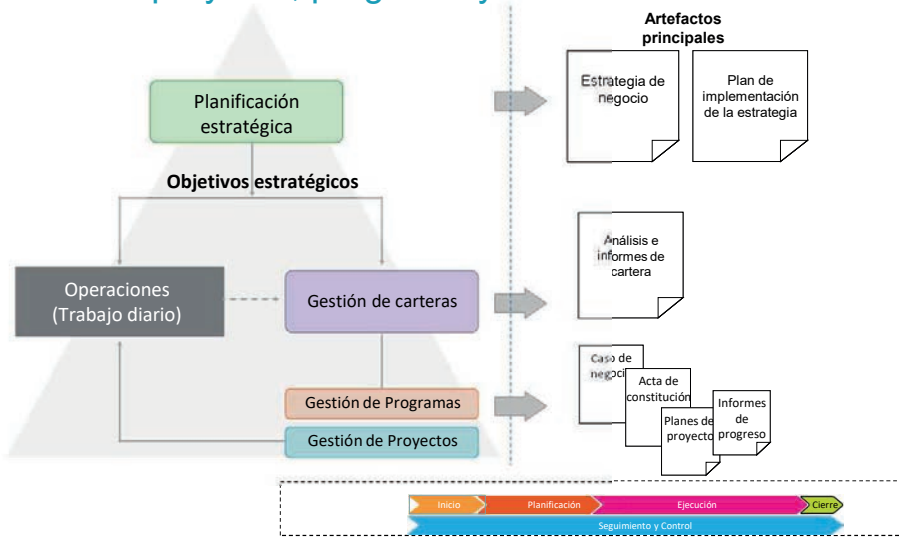 Artefactos
principales
Planificación
estratégica
Estrategia de
negocio
Plan de
implementación
de la estrategia
Objetivos estratégicos
Operaciones
(Trabajo diario)
Gestión de carteras
Análisis e
informes de
cartera
Gestión de Programas
Gestión de Proyectos
Caso de
Acta de
constitución
Planes de
proyecto
Informes
de
progreso
Inicio
Planificación
Ejecución
Cierre
Seguimiento y Control